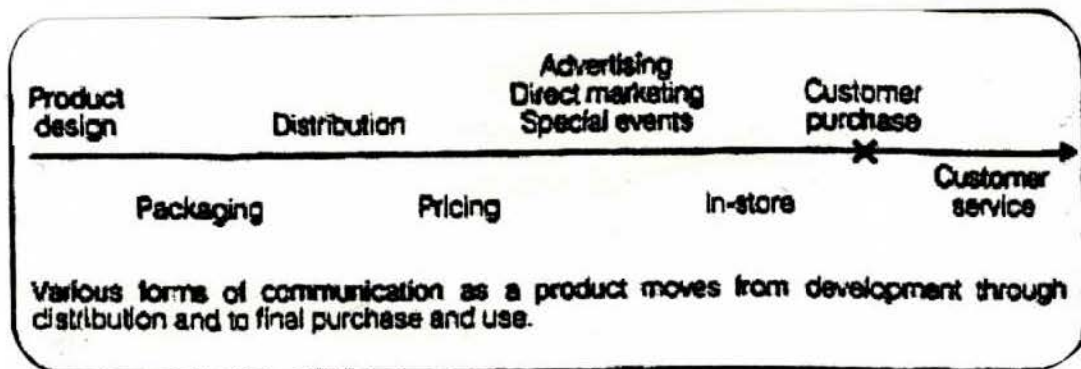 Advertising
Product Direct marketing Customer
design Distribution Special events purchase
Customer
Packaging Pricing In-store service
Various forms of communication as a product moves from development through
distribution and to final purchase and use.